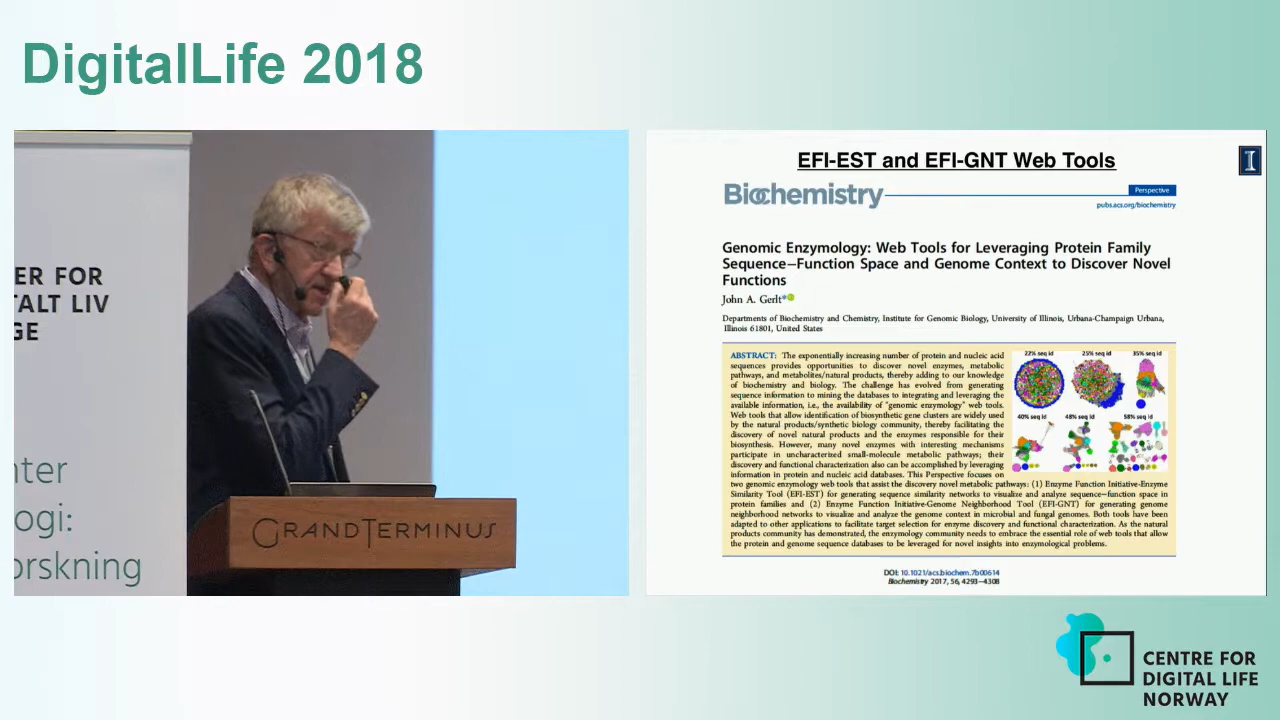 DigitalLife 2018
ER FOR
TALT LIV
GE
nter
ogi:
orskning
GRANDTERMINUS
EFI-EST and EFI-GNT Web Tools
I
Biochemistry
Perspective
pubs.acs.org/biochemistry
Genomic Enzymology: Web Tools for Leveraging Protein Family
Sequence−Function Space and Genome Context to Discover Novel
Functions
John A. Gerlt*
Departments of Biochemistry and Chemistry, Institute for Genomic Biology, University of Illinois, Urbana-Champaign Urbana,
Illinois 61801, United States
ABSTRACT: The exponentially increasing number of protein and nucleic acid
sequences provides opportunities to discover novel enzymes, metabolic
pathways, and metabolites/natural products, thereby adding to our knowledge
of biochemistry and biology. The challenge has evolved from generating
sequence information to mining the databases to integrating and leveraging the
available information, i.e., the availability of "genomic enzymology" web tools.
Web tools that allow identification of biosynthetic gene clusters are widely used
by the natural products/synthetic biology community, thereby facilitating the
discovery of novel natural products and the enzymes responsible for their
biosynthesis. However, many novel enzymes with interesting mechanisms
participate in uncharacterized small-molecule metabolic pathways; their
discovery and functional characterization also can be accomplished by leveraging
information in protein and nucleic acid databases. This Perspective focuses on
two genomic enzymology web tools that assist the discovery novel metabolic pathways: (1) Enzyme Function Initiative-Enzyme
Similarity Tool (EFI-EST) for generating sequence similarity networks to visualize and analyze sequence−function space in
protein families and (2) Enzyme Function Initiative-Genome Neighborhood Tool (EFI-GNT) for generating genome
neighborhood networks to visualize and analyze the genome context in microbial and fungal genomes. Both tools have been
adapted to other applications to facilitate target selection for enzyme discovery and functional characterization. As the natural
products community has demonstrated, the enzymology community needs to embrace the essential role of web tools that allow
the protein and genome sequence databases to be leveraged for novel insights into enzymological problems.
22% seq id 25% seq id 35% seq id
40% seq id 48% seq id 58% seq id
DOI: 10.1021/acs.biochem.7b00614
Biochemistry 2017, 56, 4293−4308
CENTRE FOR
DIGITAL LIFE
NORWAY